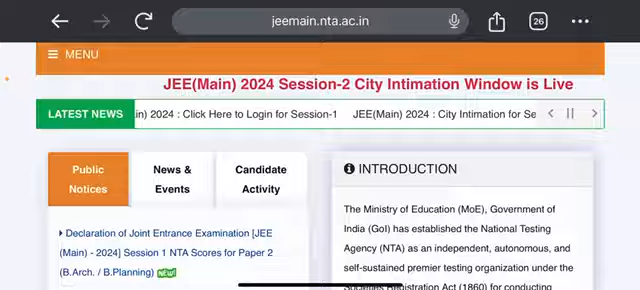 jeemain.nta.ac.in
26
MENU
JEE(Main) 2024 Session-2 City Intimation Window is Live
LATEST NEWS
in) 2024 : Click Here to Login for Session-1 JEE(Main) 2024 : City Intimation for Se
Public Notices
News & Events
Candidate Activity
Declaration of Joint Entrance Examination [JEE
(Main) - 2024] Session 1 NTA Scores for Paper 2
(B.Arch. / B.Planning) NEW!
INTRODUCTION
The Ministry of Education (MoE), Government of
India (GoI) has established the National Testing
Agency (NTA) as an independent, autonomous, and
self-sustained premier testing organization under the
Societies Registration Act (1860) for conducting